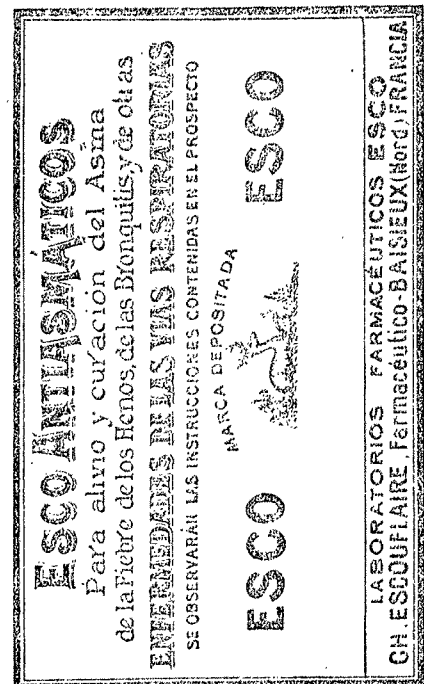 ESCO ANTIASMÁTICOS
Para alivio y curación del Asma
de la Fiebre de los Henos, de las Bronquitis, y de otras
ENFERMEDADES DE LAS VIAS RESPIRATORIAS
SE OBSERVARAN LAS INSTRUCCIONES CONTENIDAS EN EL PROSPECTO
MARCA DEPOSITADA
ESCO ESCO
LABORATORIOS FARMACÉUTICOS ESCO
CH. ESCOUFLAIRE, Farmacéutico-BAISIEUX (Nord) FRANCIA